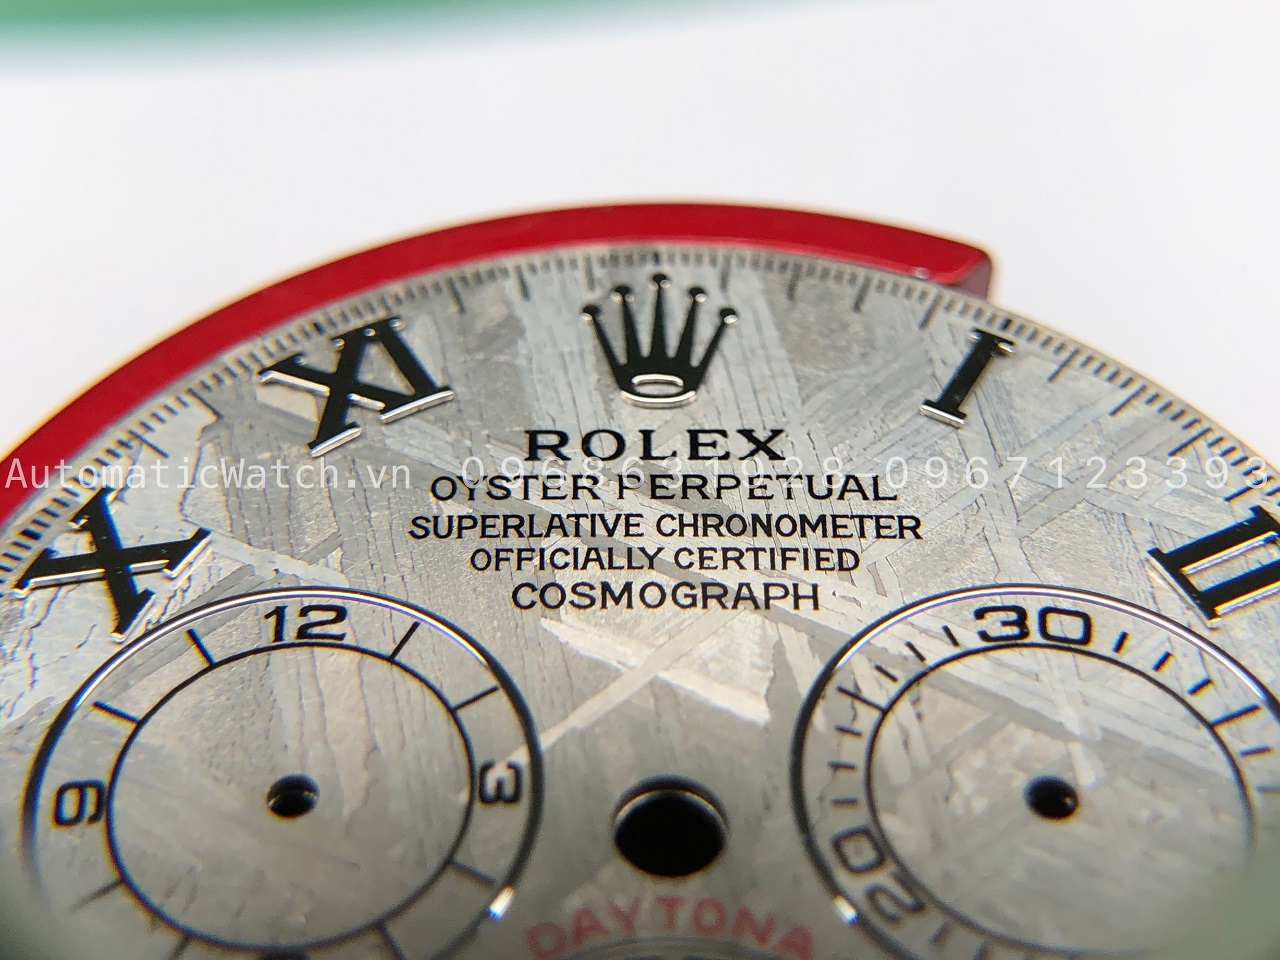 XI
I
ROLEX
AutomaticWatch.vn 0968631928-0967123393
OYSTER PERPETUAL
SUPERLATIVE CHRONOMETER
OFFICIALLY CERTIFIED
COSMOGRAPH
X
II
12
3
9
30
20
DAYTONA